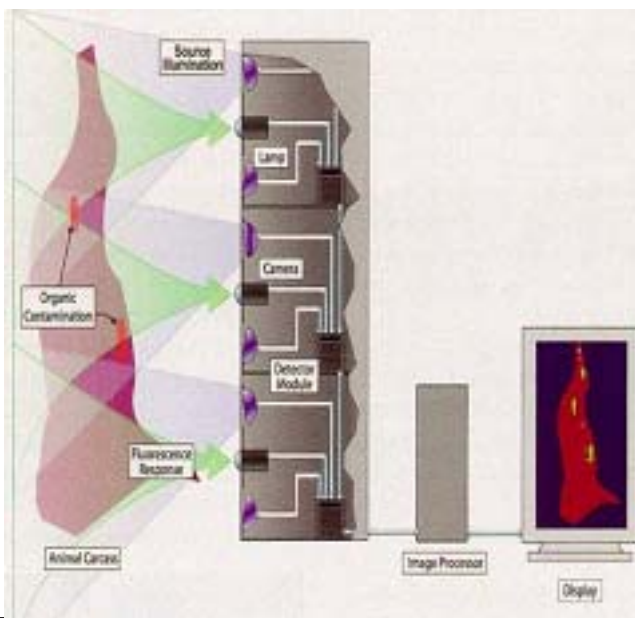 Source
Illumination
Lamp
Camera
Organic
Contamination
Detector
Module
Fluorescence
Response
Animal Carcass
Image Processor
Display